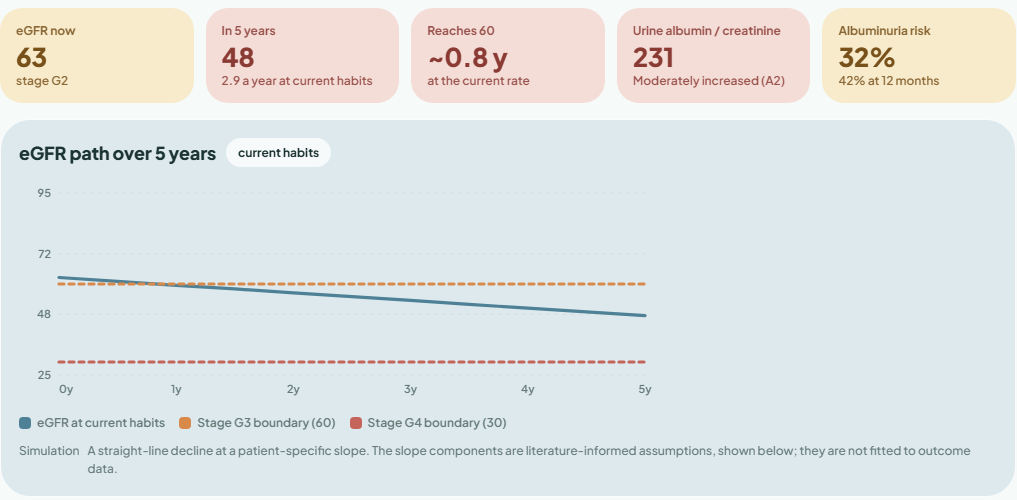 eGFR now
63
stage G2
In 5 years
48
2.9 a year at current habits
Reaches 60
~0.8 y
at the current rate
Urine albumin / creatinine
231
Moderately increased (A2)
Albuminuria risk
32%
42% at 12 months
eGFR path over 5 years
current habits
95
72
48
25
0y 1y 2y 3y 4y 5y
eGFR at current habits Stage G3 boundary (60) Stage G4 boundary (30)
Simulation A straight-line decline at a patient-specific slope. The slope components are literature-informed assumptions, shown below; they are not fitted to outcome
data.